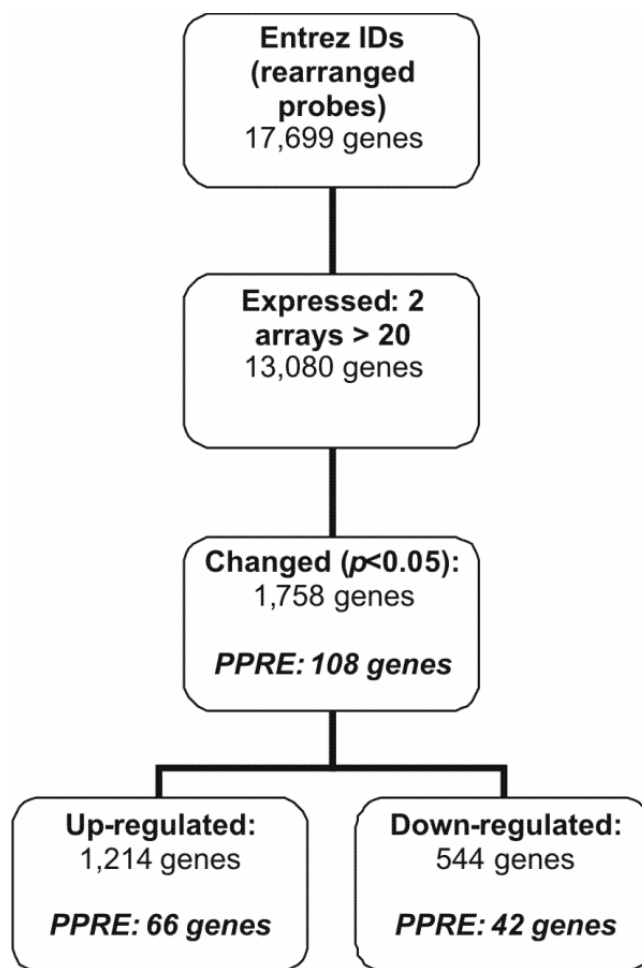 Entrez IDs
(rearranged
probes)
17,699 genes
Expressed: 2
arrays > 20
13,080 genes
Changed (p<0.05):
1,758 genes
PPRE: 108 genes
Up-regulated:
1,214 genes
PPRE: 66 genes
Down-regulated:
544 genes
PPRE: 42 genes